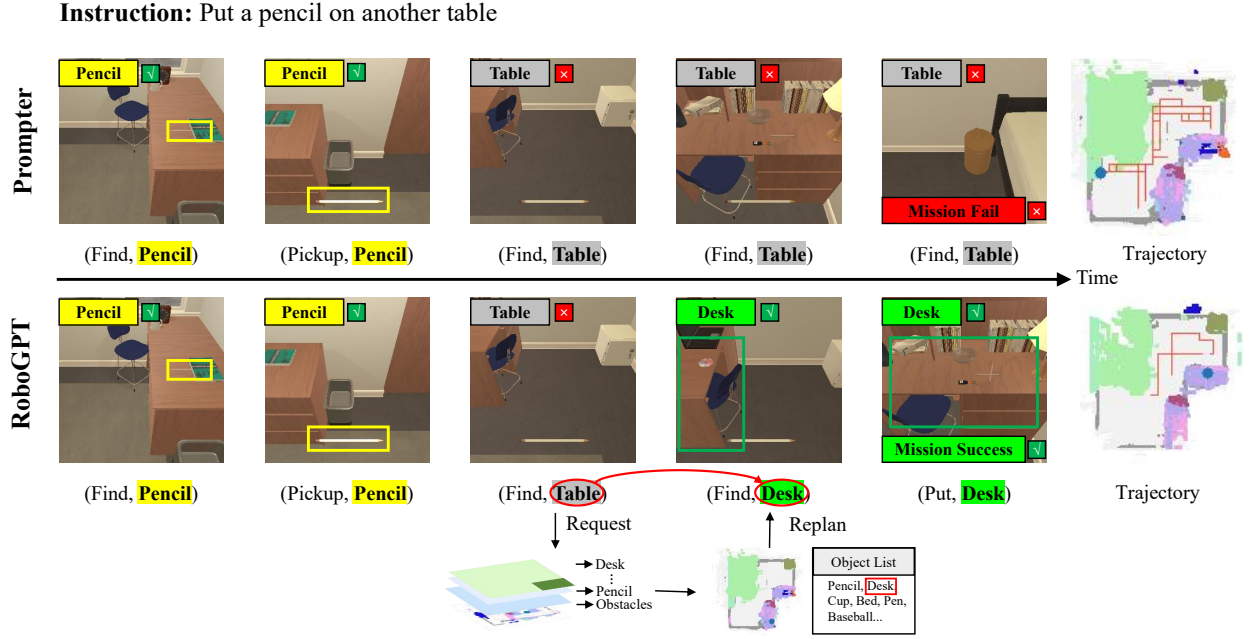 Instruction: Put a pencil on another table
Prompter
Pencil √
Pencil √
Table ×
Table ×
Table ×
Mission Fail ×
(Find, Pencil)
(Pickup, Pencil)
(Find, Table)
(Find, Table)
(Find, Table)
Trajectory
Time
RoboGPT
Pencil √
Pencil √
Table ×
Desk √
Desk √
Mission Success √
(Find, Pencil)
(Pickup, Pencil)
(Find, Table)
(Find, Desk)
(Put, Desk)
Trajectory
Request
Replan
Desk
⋮
Pencil
Obstacles
Object List
Pencil, Desk
Cup, Bed, Pen,
Baseball...